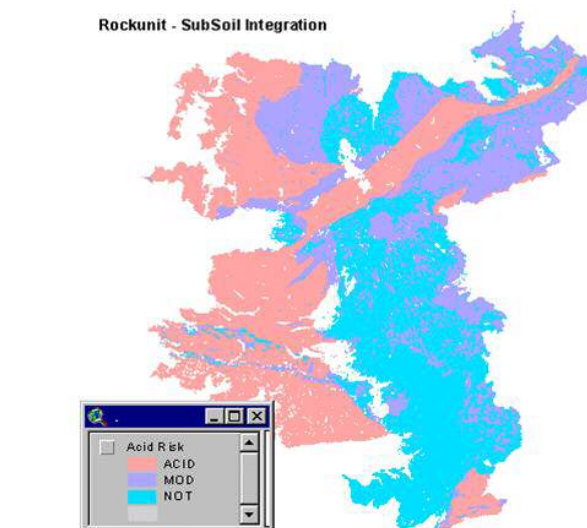 Rockunit - SubSoil Integration
.
Acid Risk
ACID
MOD
NOT